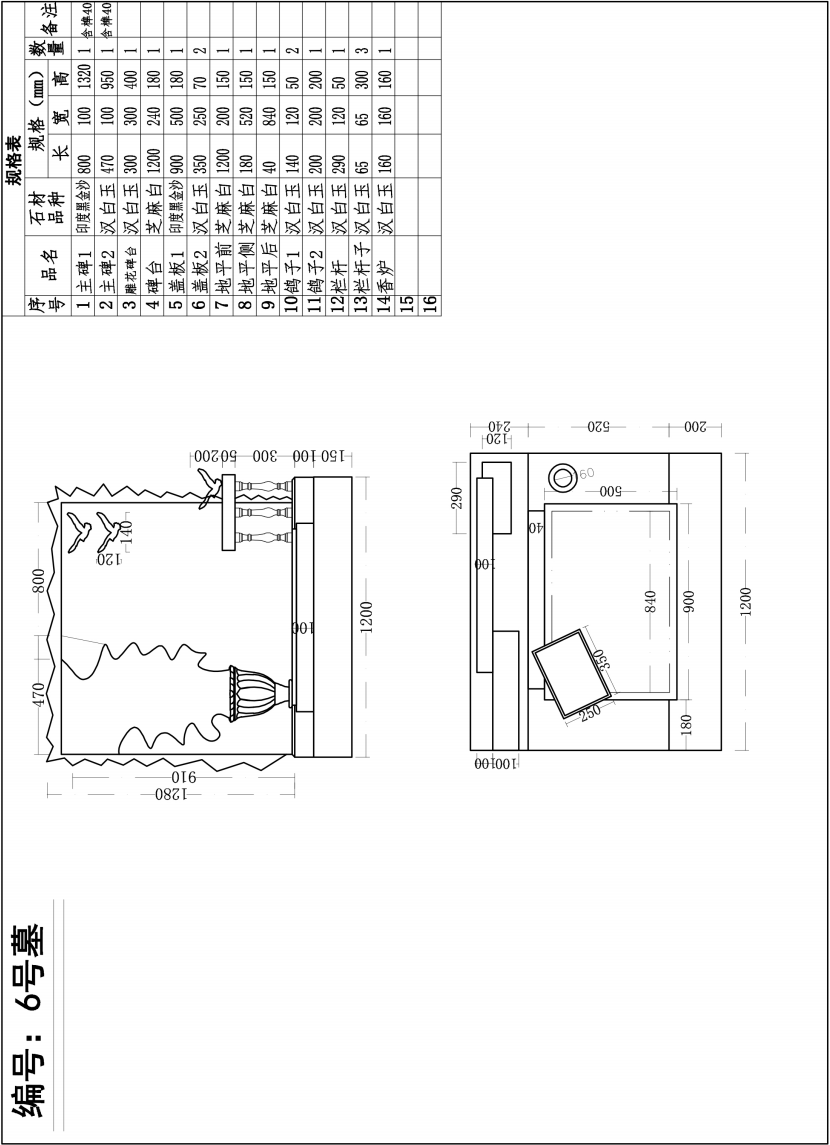 编号：6号墓
规格表
序号 品名 石材品种 规格（mm） 数量 备注
长 宽 高
1 主碑1 印度黑金沙 800 100 1320 1 含榫40
2 主碑2 汉白玉 470 100 950 1 含榫40
3 雕花碑台 汉白玉 300 300 400 1
4 碑台 芝麻白 1200 240 180 1
5 盖板1 印度黑金沙 900 500 180 1
6 盖板2 汉白玉 350 250 70 2
7 地平前 芝麻白 1200 200 150 1
8 地平侧 芝麻白 180 520 150 1
9 地平后 芝麻白 40 840 150 1
10 鸽子1 汉白玉 140 120 50 2
11 鸽子2 汉白玉 200 200 200 1
12 栏杆 汉白玉 290 120 50 1
13 栏杆子 汉白玉 65 65 300 3
14 香炉 汉白玉 160 160 160 1
15
16
470
800
1280
910
120
140
200
50
300
100
150
100
1200
290
120
240
520
200
60
500
40
100
840
900
1200
350
250
180
100
100